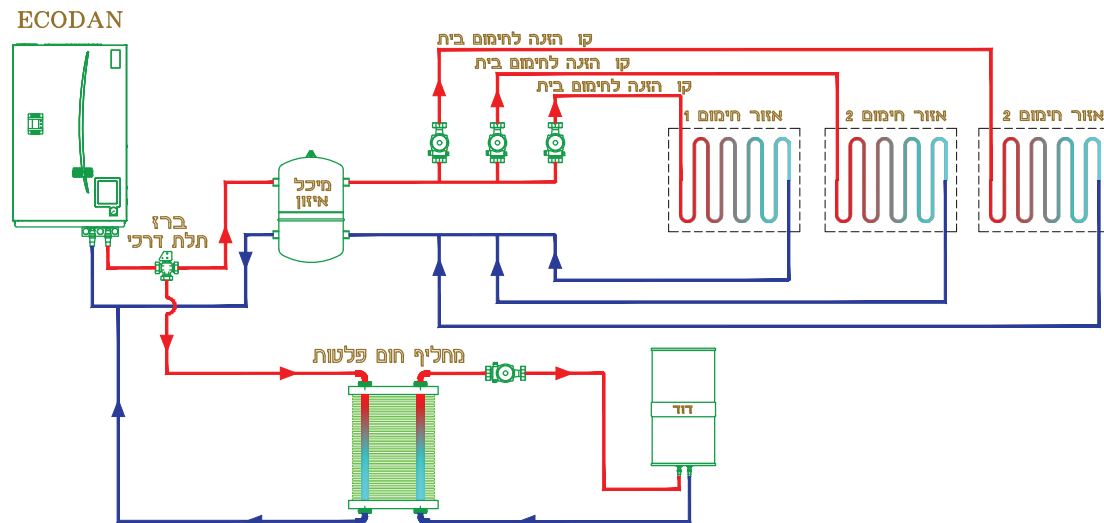 ECODAN
קו הזנה לחימום בית
קו הזנה לחימום בית
קו הזנה לחימום בית
אזור חימום 1
אזור חימום 2
אזור חימום 2
מיכל
איזון
ברז
תלת דרכי
מחליף חום פלטות
דוד